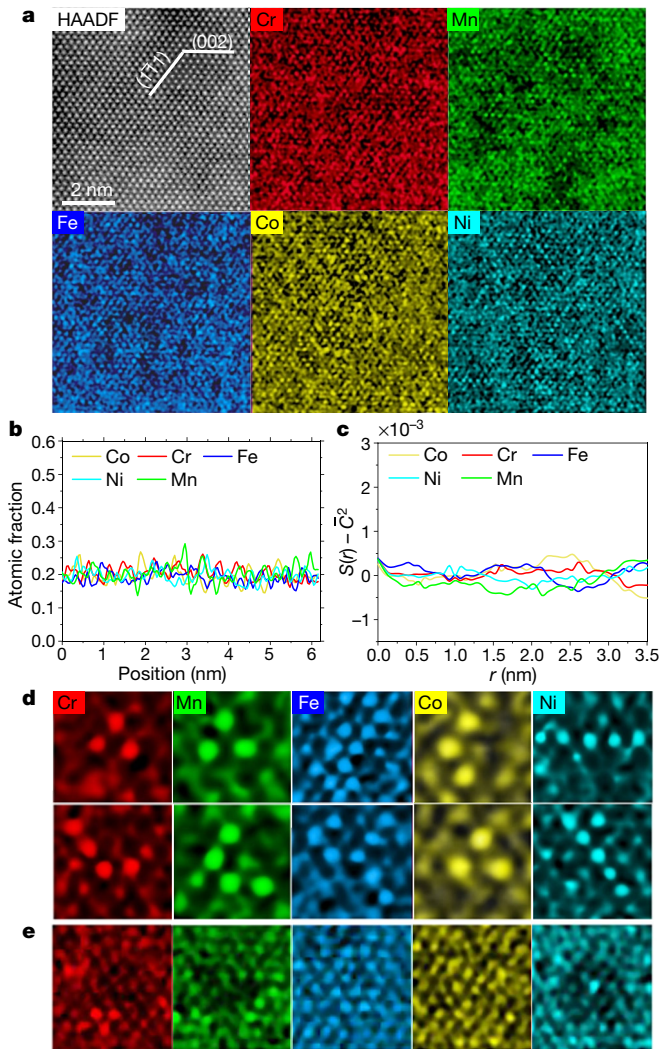 a
HAADF
Cr
Mn
(002)
(1̄1̄1)
2 nm
Fe
Co
Ni
b
0.6
0.5
0.4
0.3
0.2
0.1
0.0
Atomic fraction
Co Cr Fe
Ni Mn
0 1 2 3 4 5 6
Position (nm)
c
×10⁻³
3
2
1
0
−1
S(r) − C̄²
Co Cr Fe
Ni Mn
0.0 0.5 1.0 1.5 2.0 2.5 3.0 3.5
r (nm)
d
Cr Mn Fe Co Ni
e